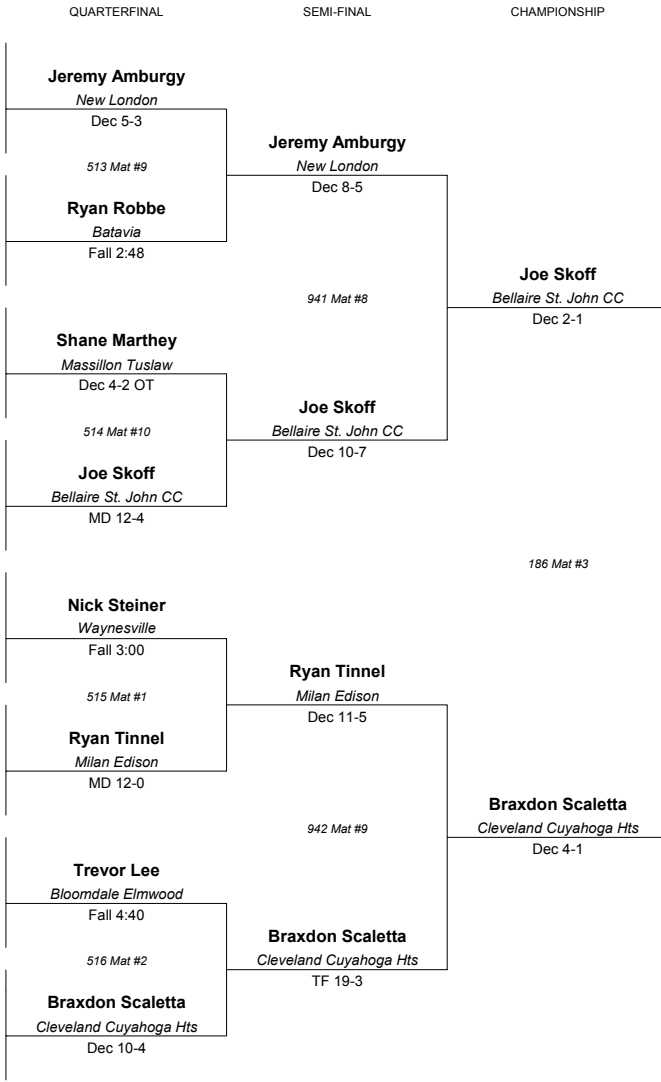 QUARTERFINAL SEMI-FINAL CHAMPIONSHIP
Jeremy Amburgy
New London
Dec 5-3
513 Mat #9
Ryan Robbe
Batavia
Fall 2:48
Jeremy Amburgy
New London
Dec 8-5
941 Mat #8
Shane Marthey
Massillon Tuslaw
Dec 4-2 OT
514 Mat #10
Joe Skoff
Bellaire St. John CC
MD 12-4
Joe Skoff
Bellaire St. John CC
Dec 10-7
Joe Skoff
Bellaire St. John CC
Dec 2-1
186 Mat #3
Nick Steiner
Waynesville
Fall 3:00
515 Mat #1
Ryan Tinnel
Milan Edison
MD 12-0
Ryan Tinnel
Milan Edison
Dec 11-5
942 Mat #9
Trevor Lee
Bloomdale Elmwood
Fall 4:40
516 Mat #2
Braxdon Scaletta
Cleveland Cuyahoga Hts
Dec 10-4
Braxdon Scaletta
Cleveland Cuyahoga Hts
TF 19-3
Braxdon Scaletta
Cleveland Cuyahoga Hts
Dec 4-1